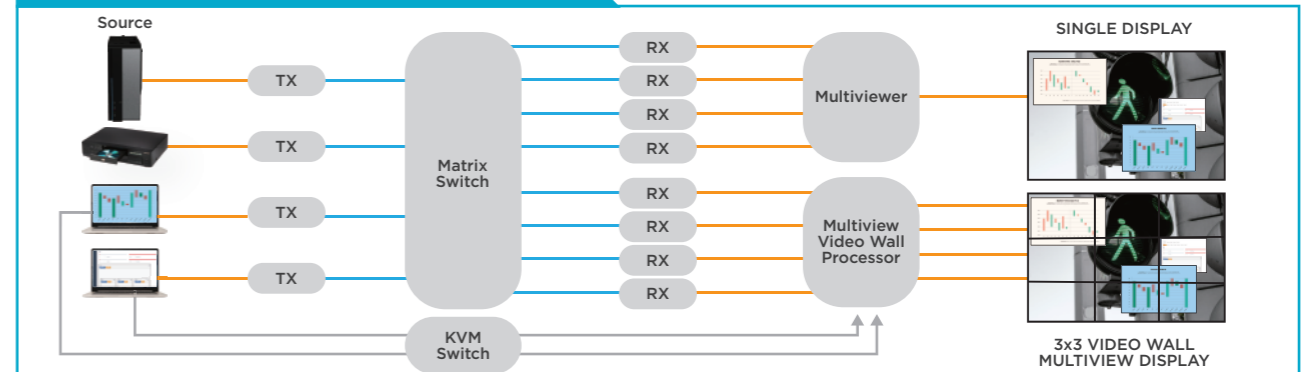 Source
SINGLE DISPLAY
TX
TX
TX
TX
Matrix
Switch
RX
RX
RX
RX
RX
RX
RX
RX
Multiviewer
Multiview
Video Wall
Processor
KVM
Switch
3x3 VIDEO WALL
MULTIVIEW DISPLAY